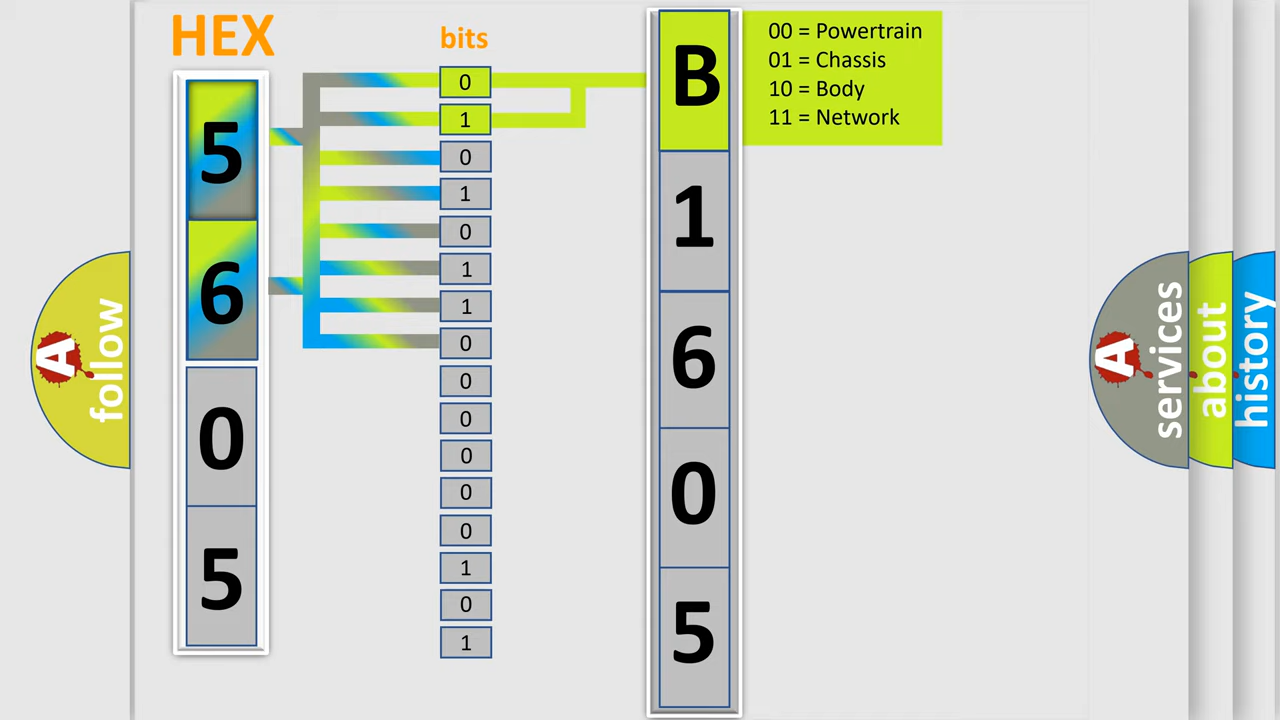 HEX
bits
5
6
0
5
0
1
0
1
0
1
1
0
0
0
0
0
0
1
0
1
B
1
6
0
5
00 = Powertrain
01 = Chassis
10 = Body
11 = Network
A
follow
A
services
about
history